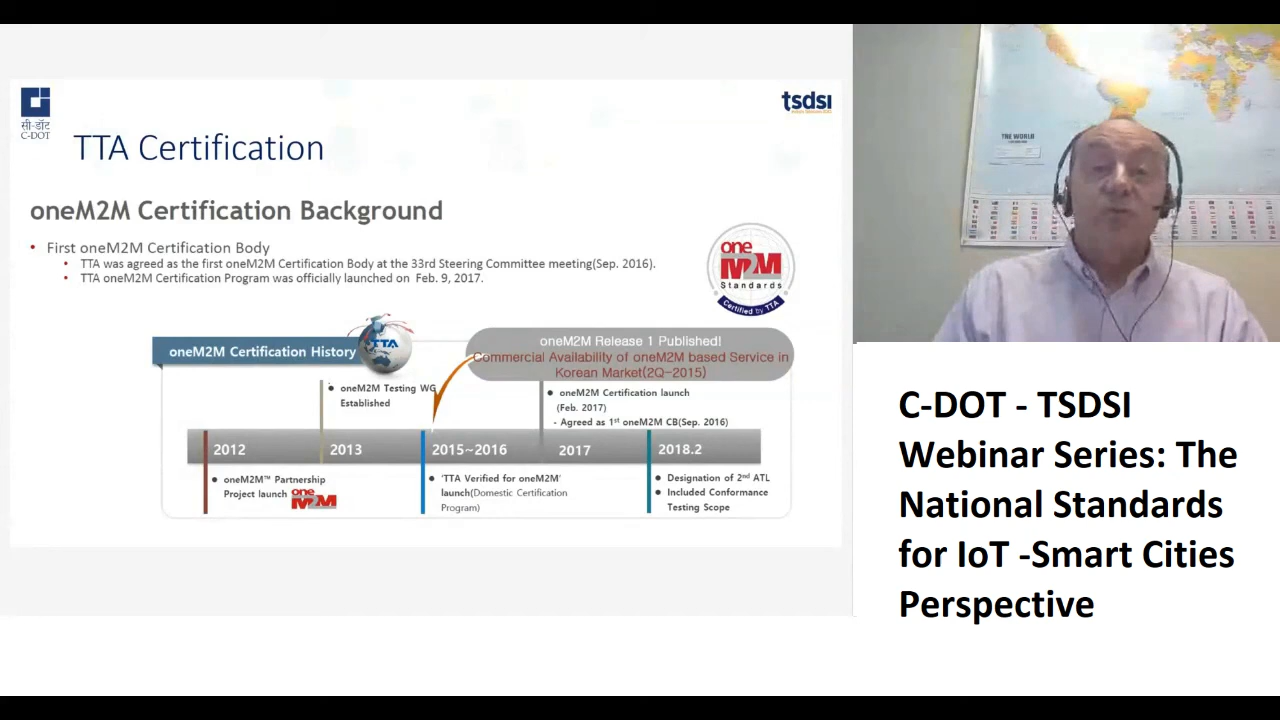 सी-डॉट
C-DOT
tsdsi
TTA Certification
oneM2M Certification Background
• First oneM2M Certification Body
• TTA was agreed as the first oneM2M Certification Body at the 33rd Steering Committee meeting(Sep. 2016).
• TTA oneM2M Certification Program was officially launched on Feb. 9, 2017.
one
M2M
Standards
Certified by TTA
oneM2M Certification History
TTA
oneM2M Release 1 Published!
Commercial Availability of oneM2M based Service in
Korean Market(2Q-2015)
• oneM2M Testing WG
Established
• oneM2M Certification launch
(Feb. 2017)
- Agreed as 1st oneM2M CB(Sep. 2016)
2012
2013
2015~2016
2017
2018.2
• oneM2M™ Partnership
Project launch
one
M2M
• 'TTA Verified for oneM2M'
launch(Domestic Certification
Program)
• Designation of 2nd ATL
• Included Conformance
Testing Scope
THE WORLD
C-DOT - TSDSI
Webinar Series: The
National Standards
for IoT -Smart Cities
Perspective